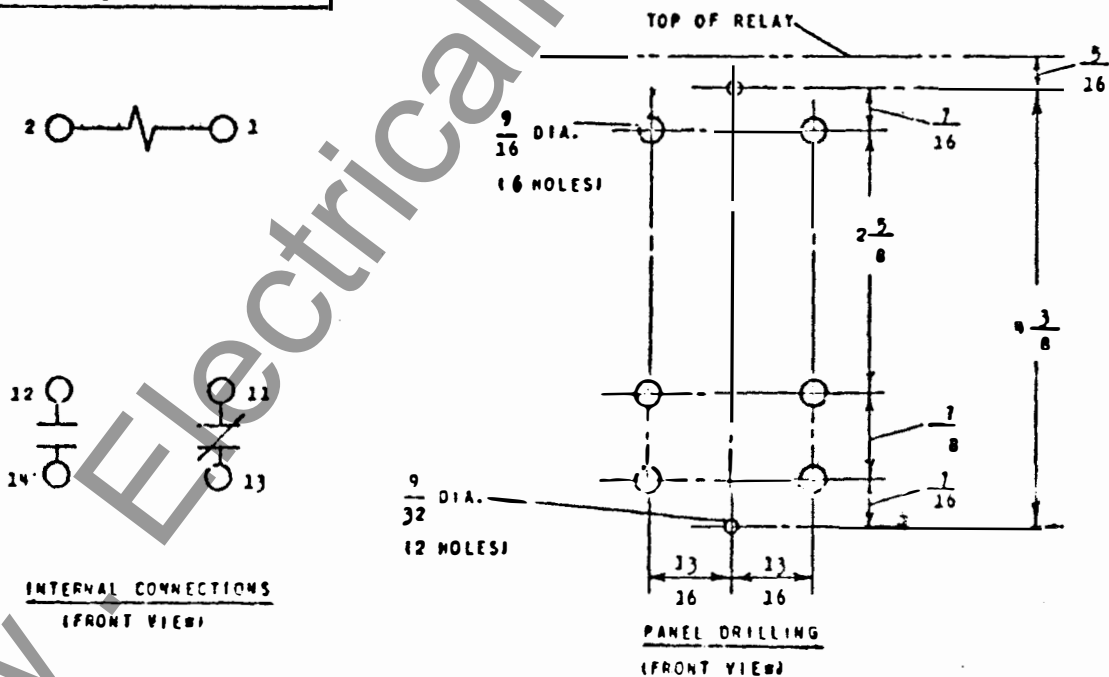 TOP OF RELAY
5/16
2
1
9/16 DIA.
(6 HOLES)
7/16
2 5/8
4 3/8
12
11
14
13
7/8
7/16
9/32 DIA.
(2 HOLES)
13/16
13/16
INTERNAL CONNECTIONS
(FRONT VIEW)
PANEL DRILLING
(FRONT VIEW)
y . Electrical